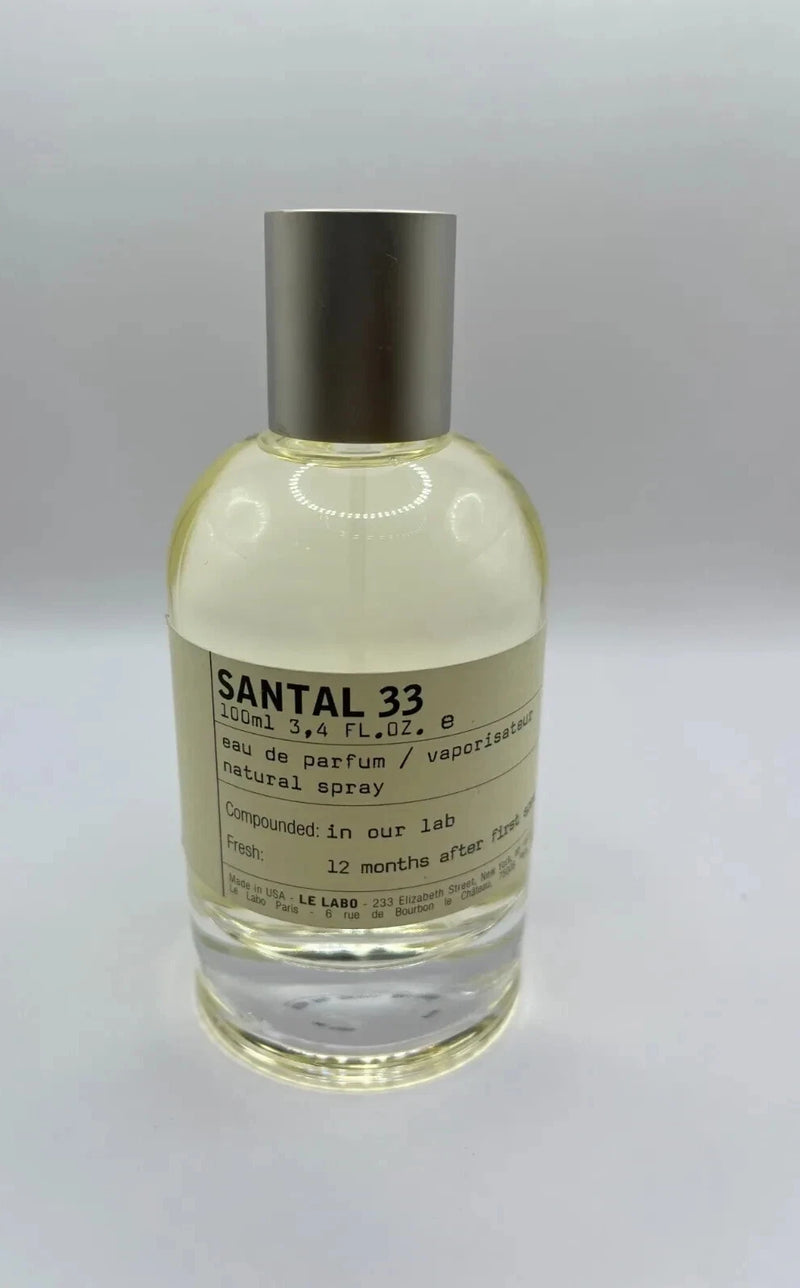 SANTAL 33
100ml 3,4 FL.OZ. e
eau de parfum / vaporisateur
natural spray
Compounded: in our lab
Fresh: 12 months after first
Made in USA - LE LABO - 233 Elizabeth Street, New York,
Le Labo Paris - 6 rue de Bourbon le Château,